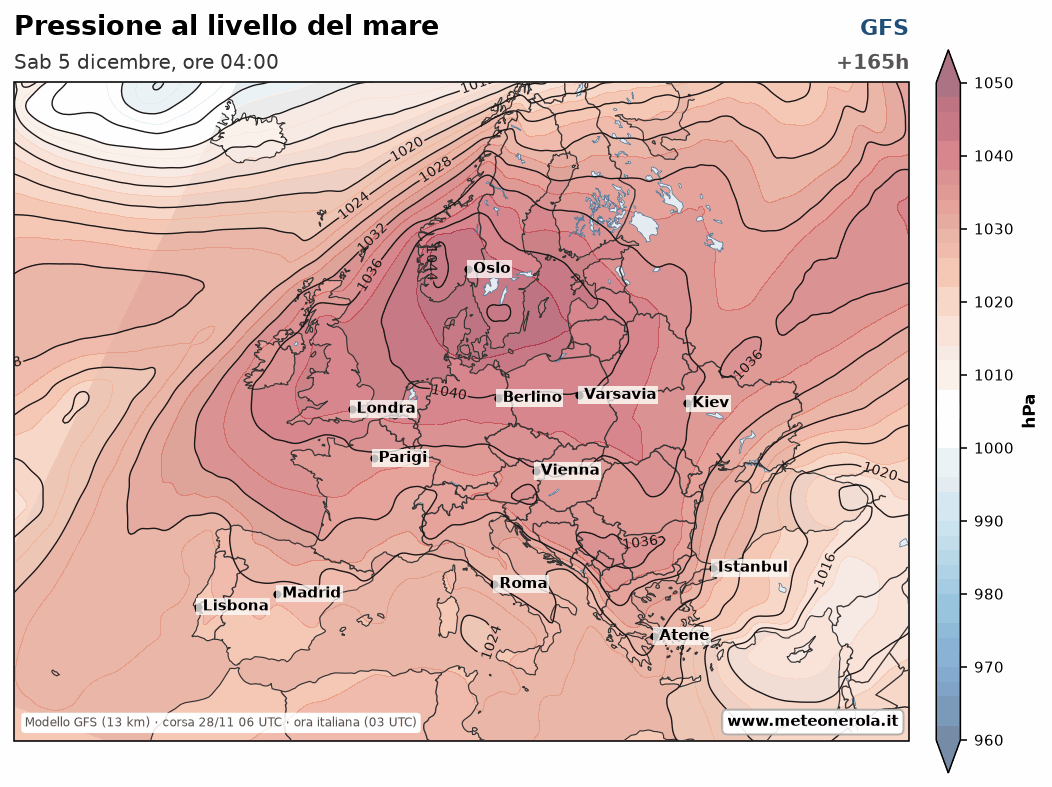 Pressione al livello del mare
GFS
Sab 5 dicembre, ore 04:00
+165h
1050
1040
1030
1020
1010
1000
990
980
970
960
hPa
1020
1028
1024
1032
1036
1040
Oslo
1036
1040
Berlino
Varsavia
Kiev
Londra
Parigi
Vienna
1020
1036
1016
Istanbul
Roma
Madrid
Lisbona
Atene
1024
Modello GFS (13 km) · corsa 28/11 06 UTC · ora italiana (03 UTC)
www.meteonerola.it